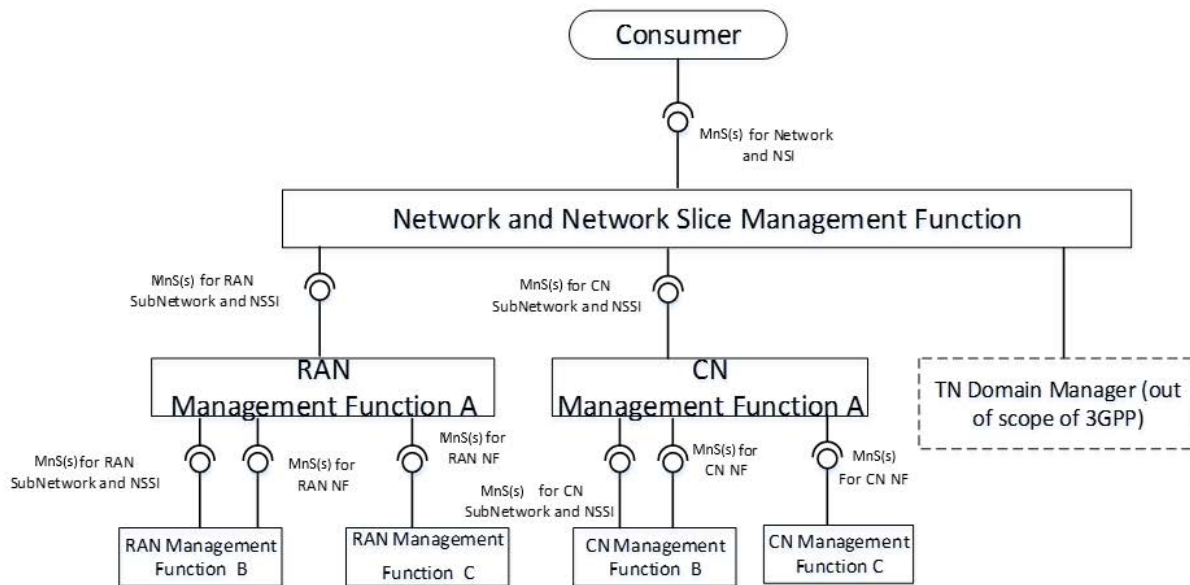 Consumer
MnS(s) for Network
and NSI
Network and Network Slice Management Function
MnS(s) for RAN
SubNetwork and NSSI
MnS(s) for CN
SubNetwork and NSSI
RAN
Management Function A
CN
Management Function A
TN Domain Manager (out
of scope of 3GPP)
MnS(s) for RAN
SubNetwork and NSSI
MnS(s) for
RAN NF
MnS(s) for
RAN NF
MnS(s) for CN
SubNetwork and NSSI
MnS(s) for
CN NF
MnS(s)
For CN NF
RAN Management
Function B
RAN Management
Function C
CN Management
Function B
CN Management
Function C